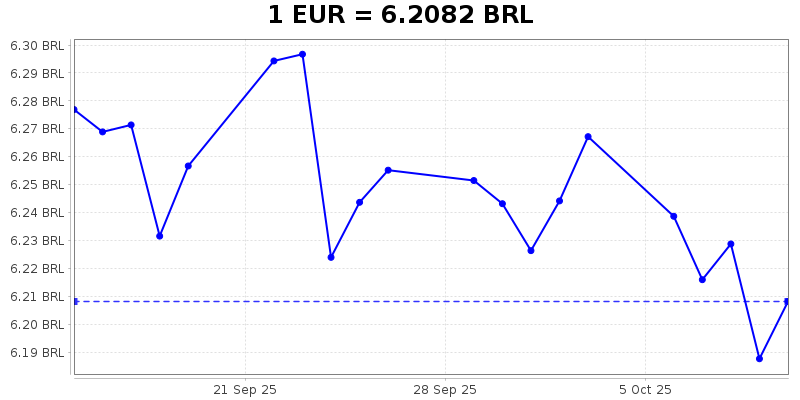 1 EUR = 6.2082 BRL
6.30 BRL
6.29 BRL
6.28 BRL
6.27 BRL
6.26 BRL
6.25 BRL
6.24 BRL
6.23 BRL
6.22 BRL
6.21 BRL
6.20 BRL
6.19 BRL
21 Sep 25
28 Sep 25
5 Oct 25